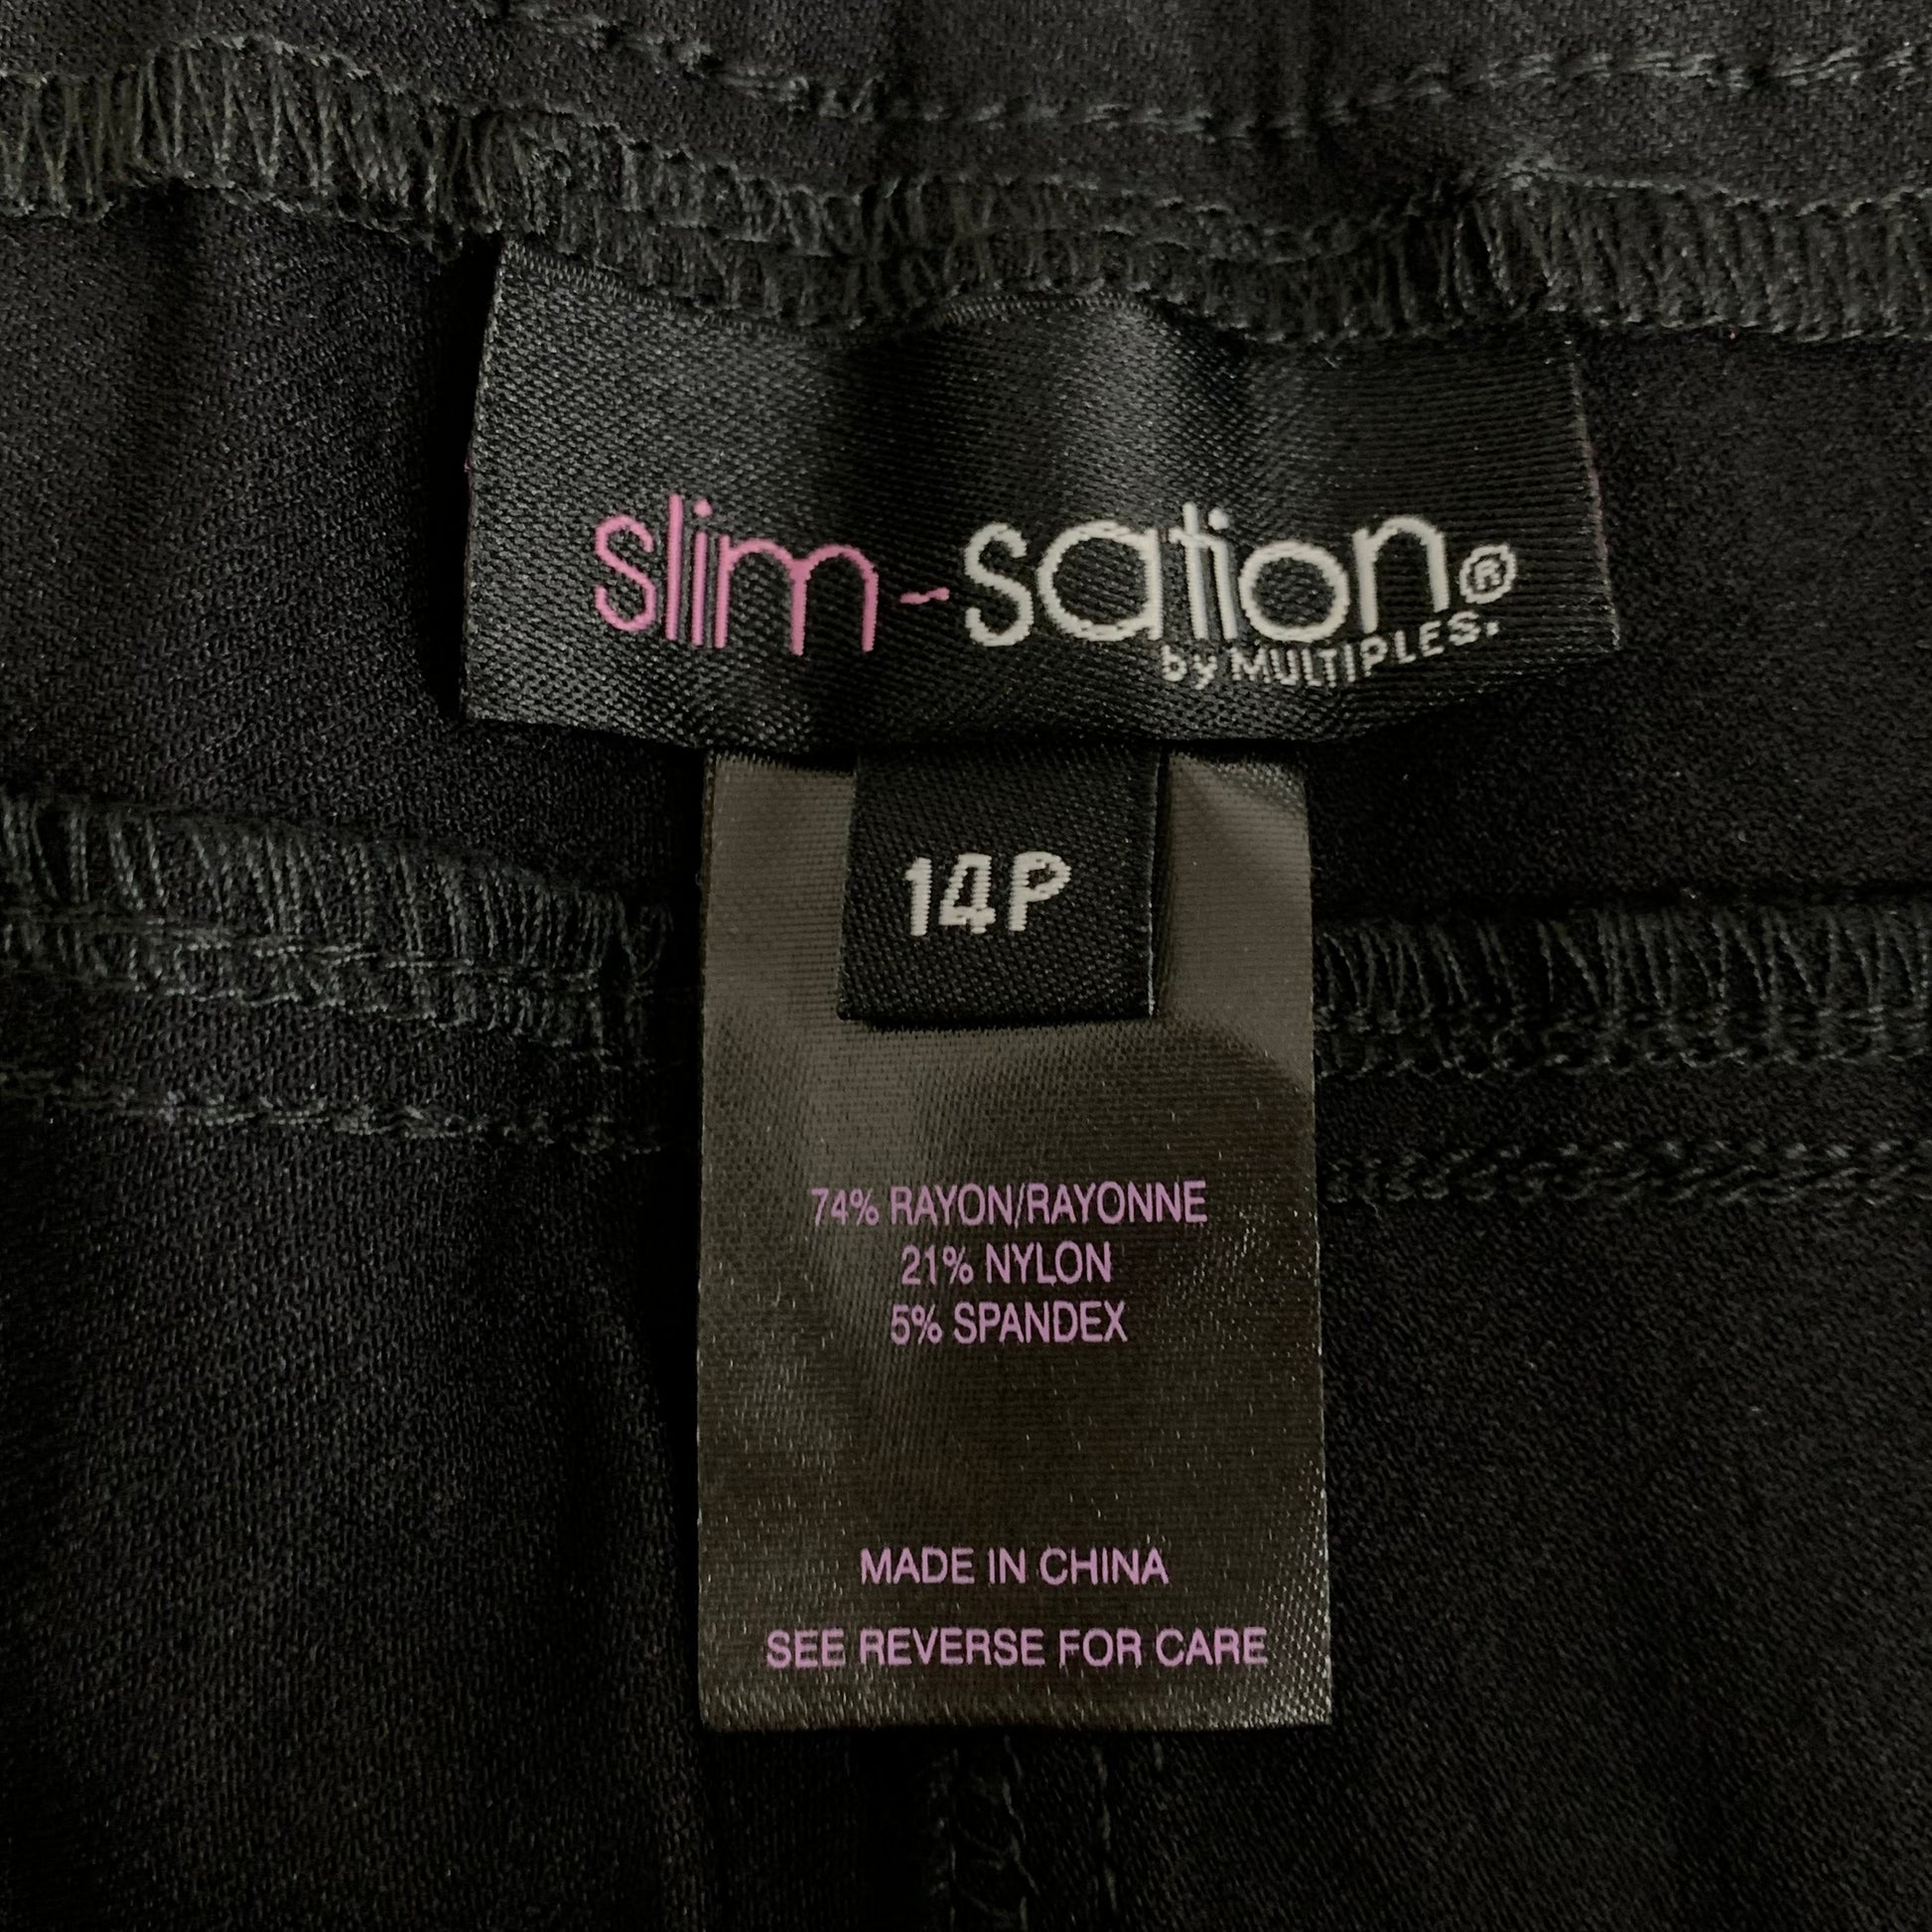 slim-sation®
by MULTIPLES.
14P
74% RAYON/RAYONNE
21% NYLON
5% SPANDEX
MADE IN CHINA
SEE REVERSE FOR CARE